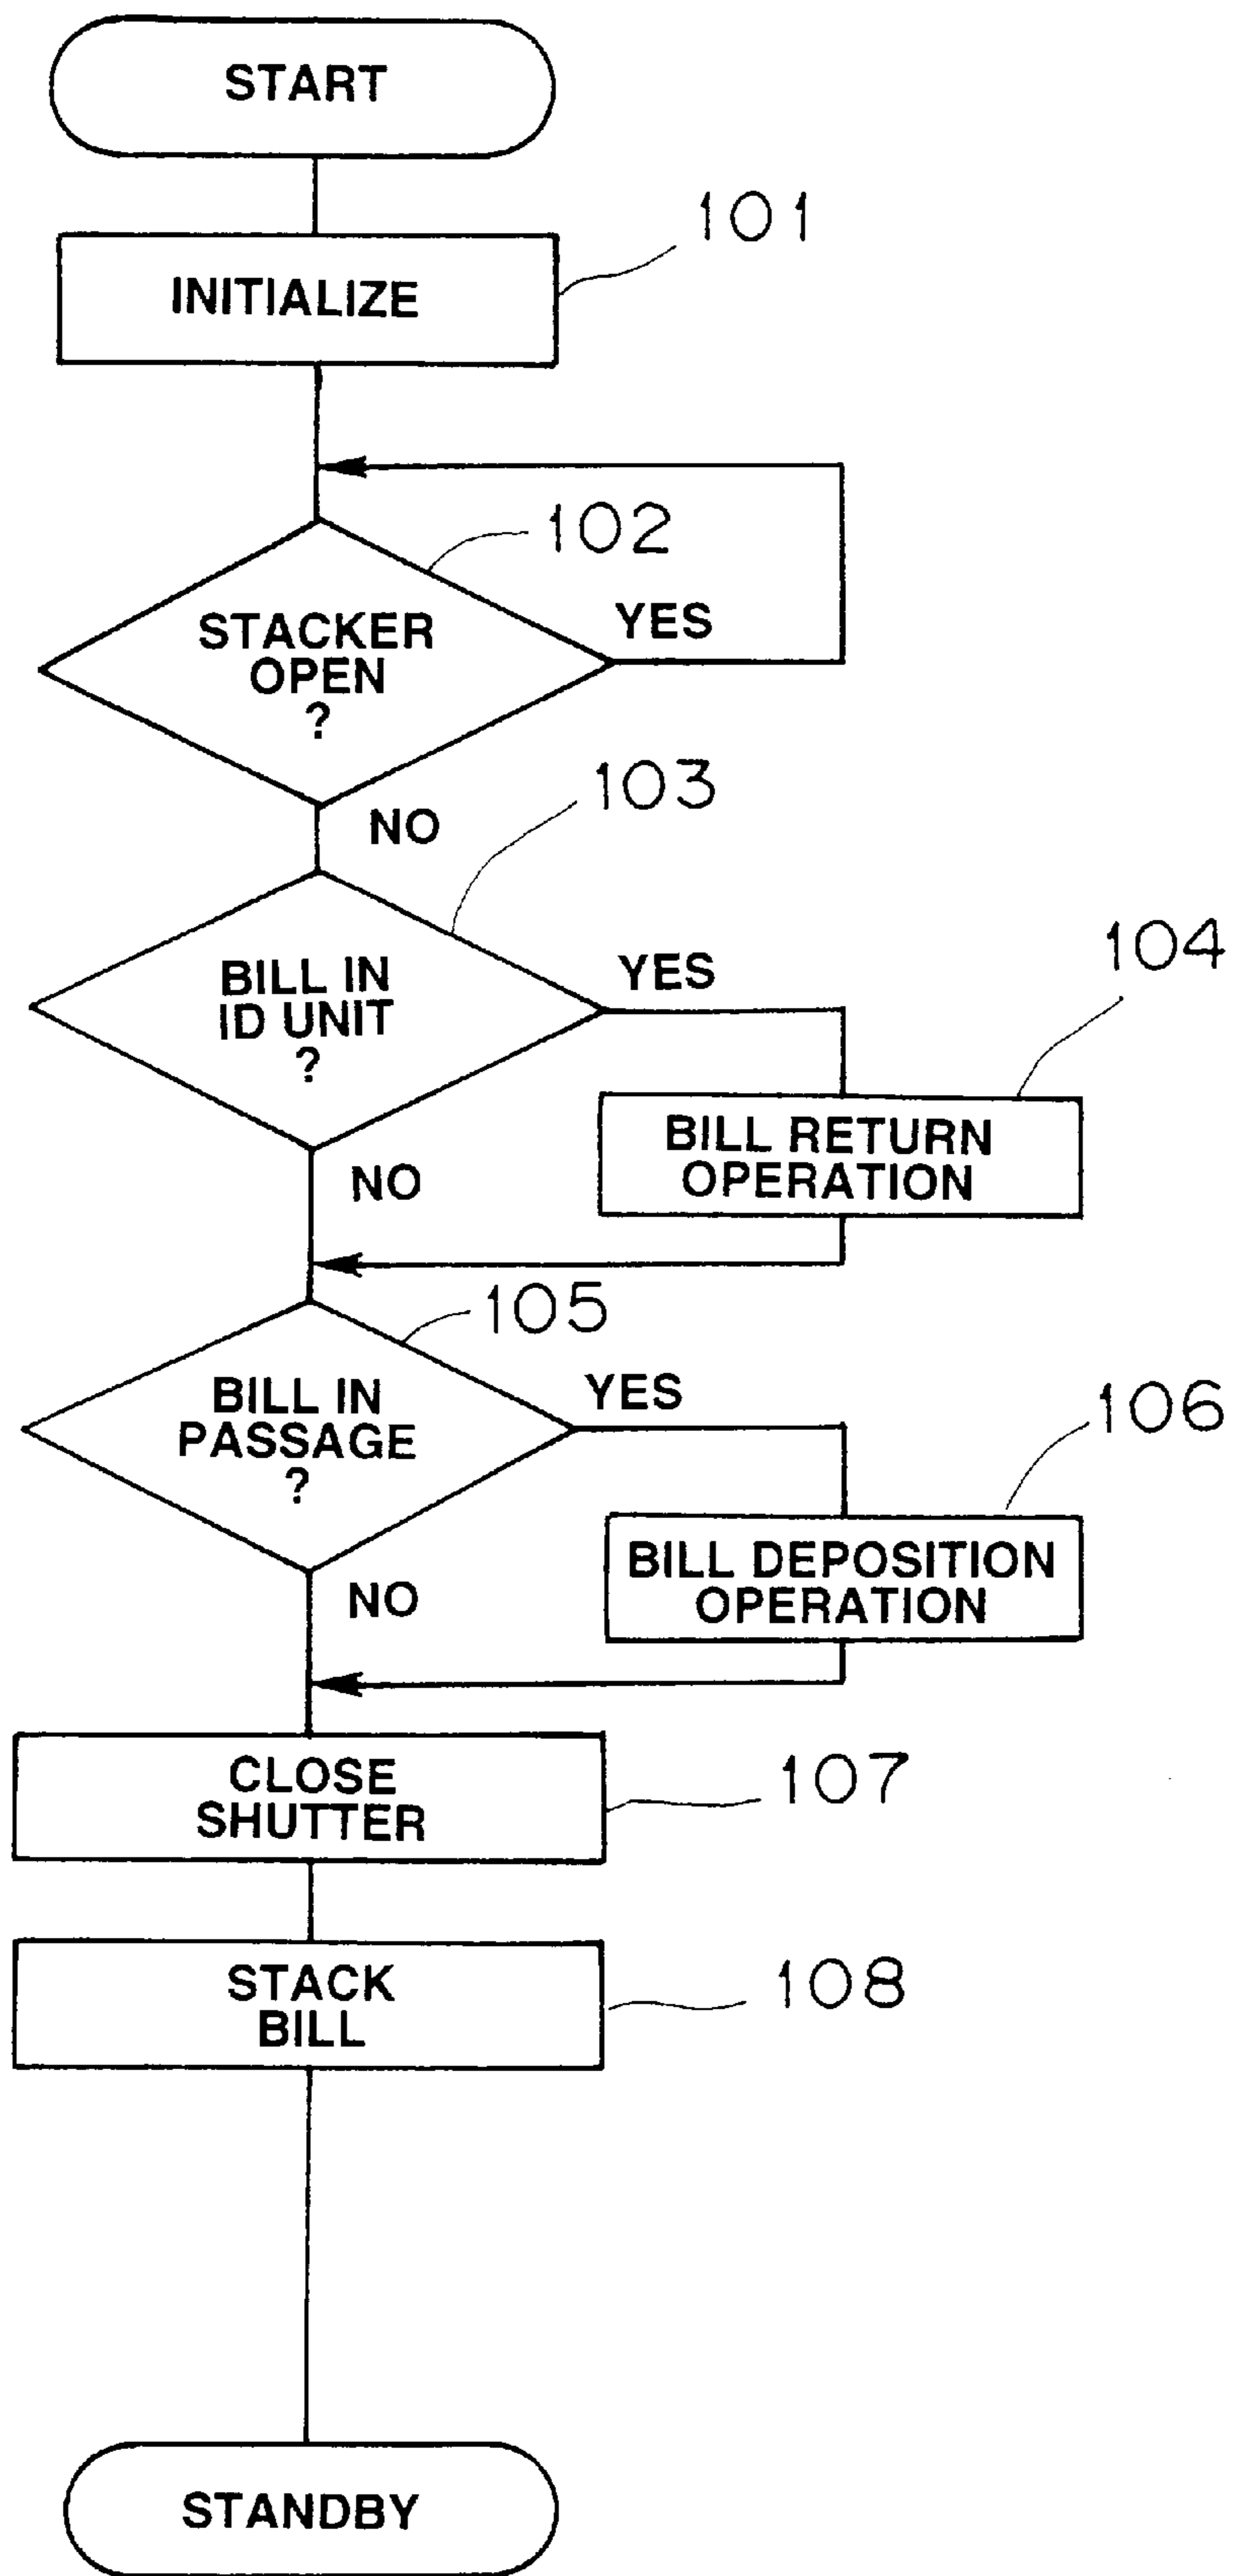 START
101
INITIALIZE
102
STACKER
OPEN
?
YES
NO
103
BILL IN
ID UNIT
?
YES
104
BILL RETURN
OPERATION
NO
105
BILL IN
PASSAGE
?
YES
106
BILL DEPOSITION
OPERATION
NO
CLOSE
SHUTTER
107
STACK
BILL
108
STANDBY